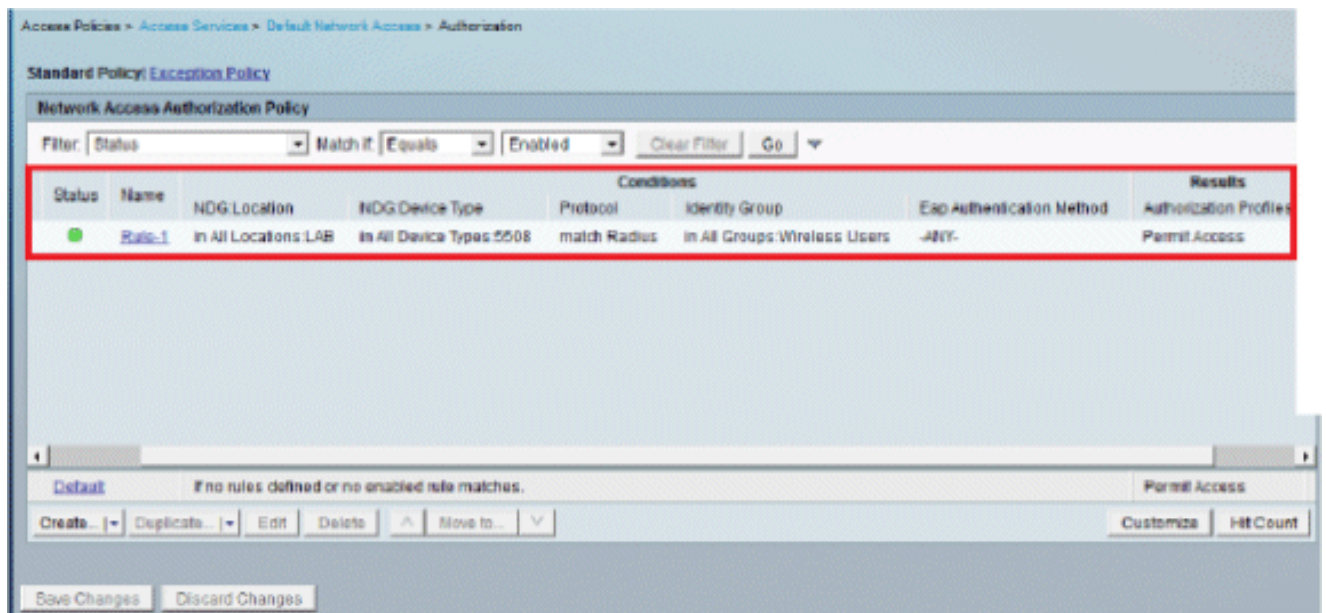 Access Policies > Access Services > Default Network Access > Authorization
Standard Policy| Exception Policy
Network Access Authorization Policy
Filter: Status Match if: Equals Enabled Clear Filter Go
Status Name Conditions Results
NDG:Location NDG:Device Type Protocol Identity Group Eap Authentication Method Authorization Profiles
Rule-1 in All Locations:LAB in All Device Types:5508 match Radius in All Groups:Wireless Users -ANY- Permit Access
Default If no rules defined or no enabled rule matches. Permit Access
Create... Duplicate... Edit Delete Move to... Customize Hit Count
Save Changes Discard Changes